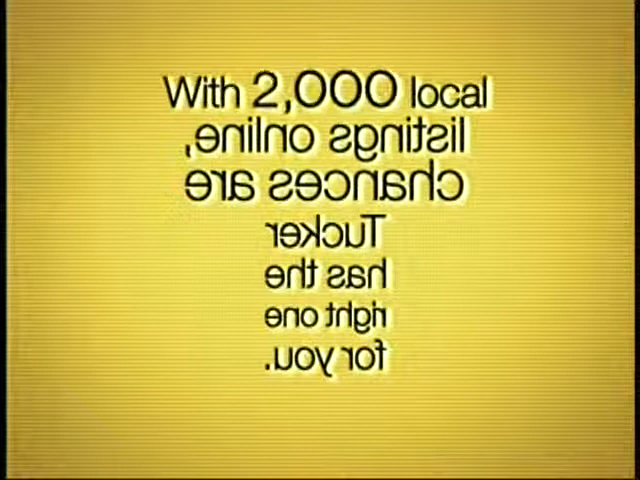 With 2,000 local
listings online,
chances are
Tucker
has the
right one
for you.